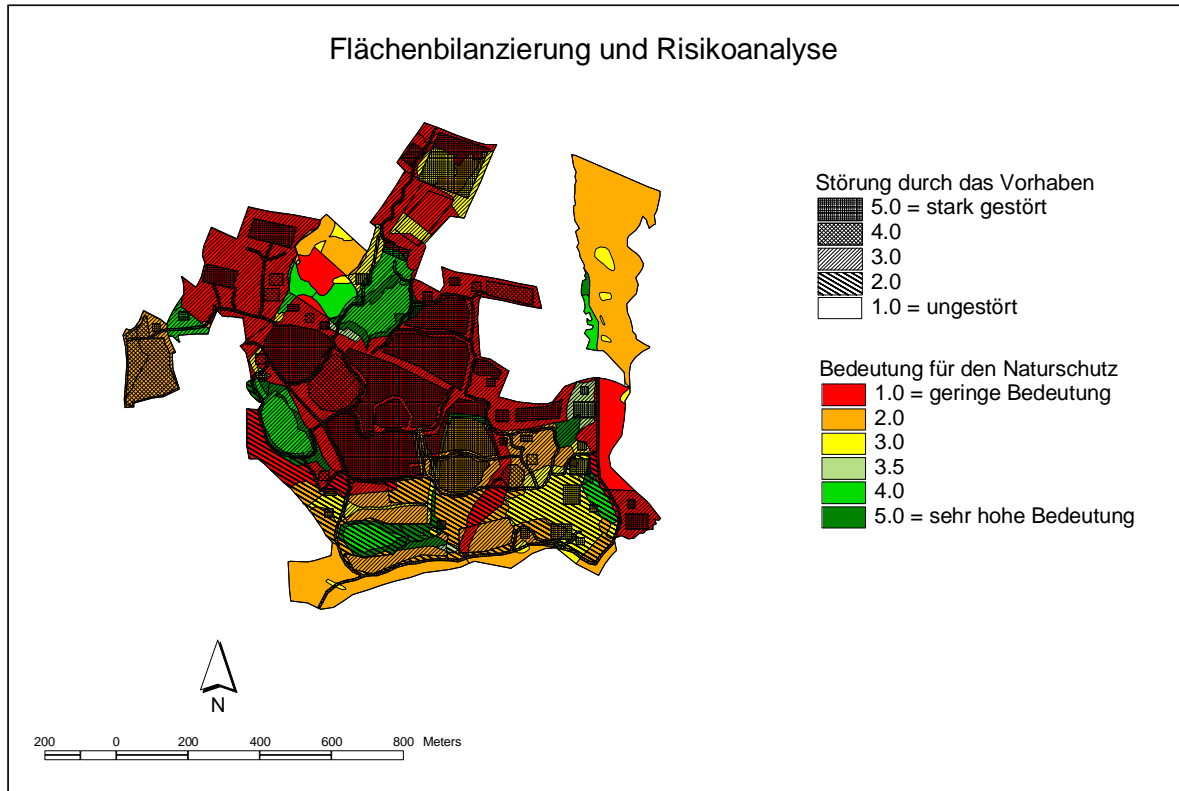 Flächenbilanzierung und Risikoanalyse
Störung durch das Vorhaben
5.0 = stark gestört
4.0
3.0
2.0
1.0 = ungestört
Bedeutung für den Naturschutz
1.0 = geringe Bedeutung
2.0
3.0
3.5
4.0
5.0 = sehr hohe Bedeutung
N
200 0 200 400 600 800 Meters